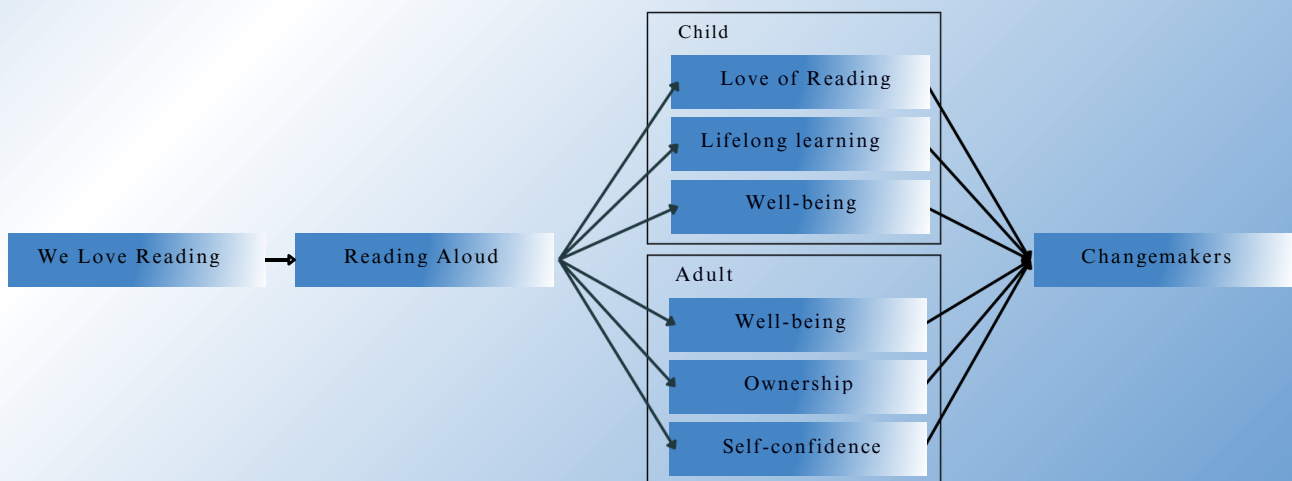 We Love Reading
Reading Aloud
Child
Love of Reading
Lifelong learning
Well-being
Adult
Well-being
Ownership
Self-confidence
Changemakers